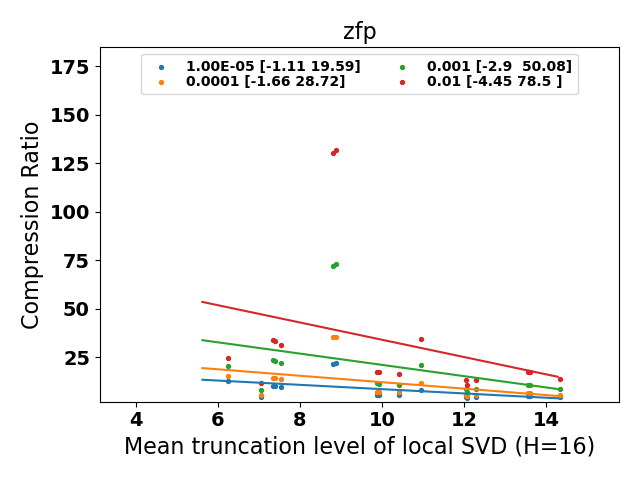 zfp
1.00E-05 [-1.11 19.59]
0.0001 [-1.66 28.72]
0.001 [-2.9  50.08]
0.01 [-4.45 78.5 ]
Compression Ratio
175
150
125
100
75
50
25
4 6 8 10 12 14
Mean truncation level of local SVD (H=16)